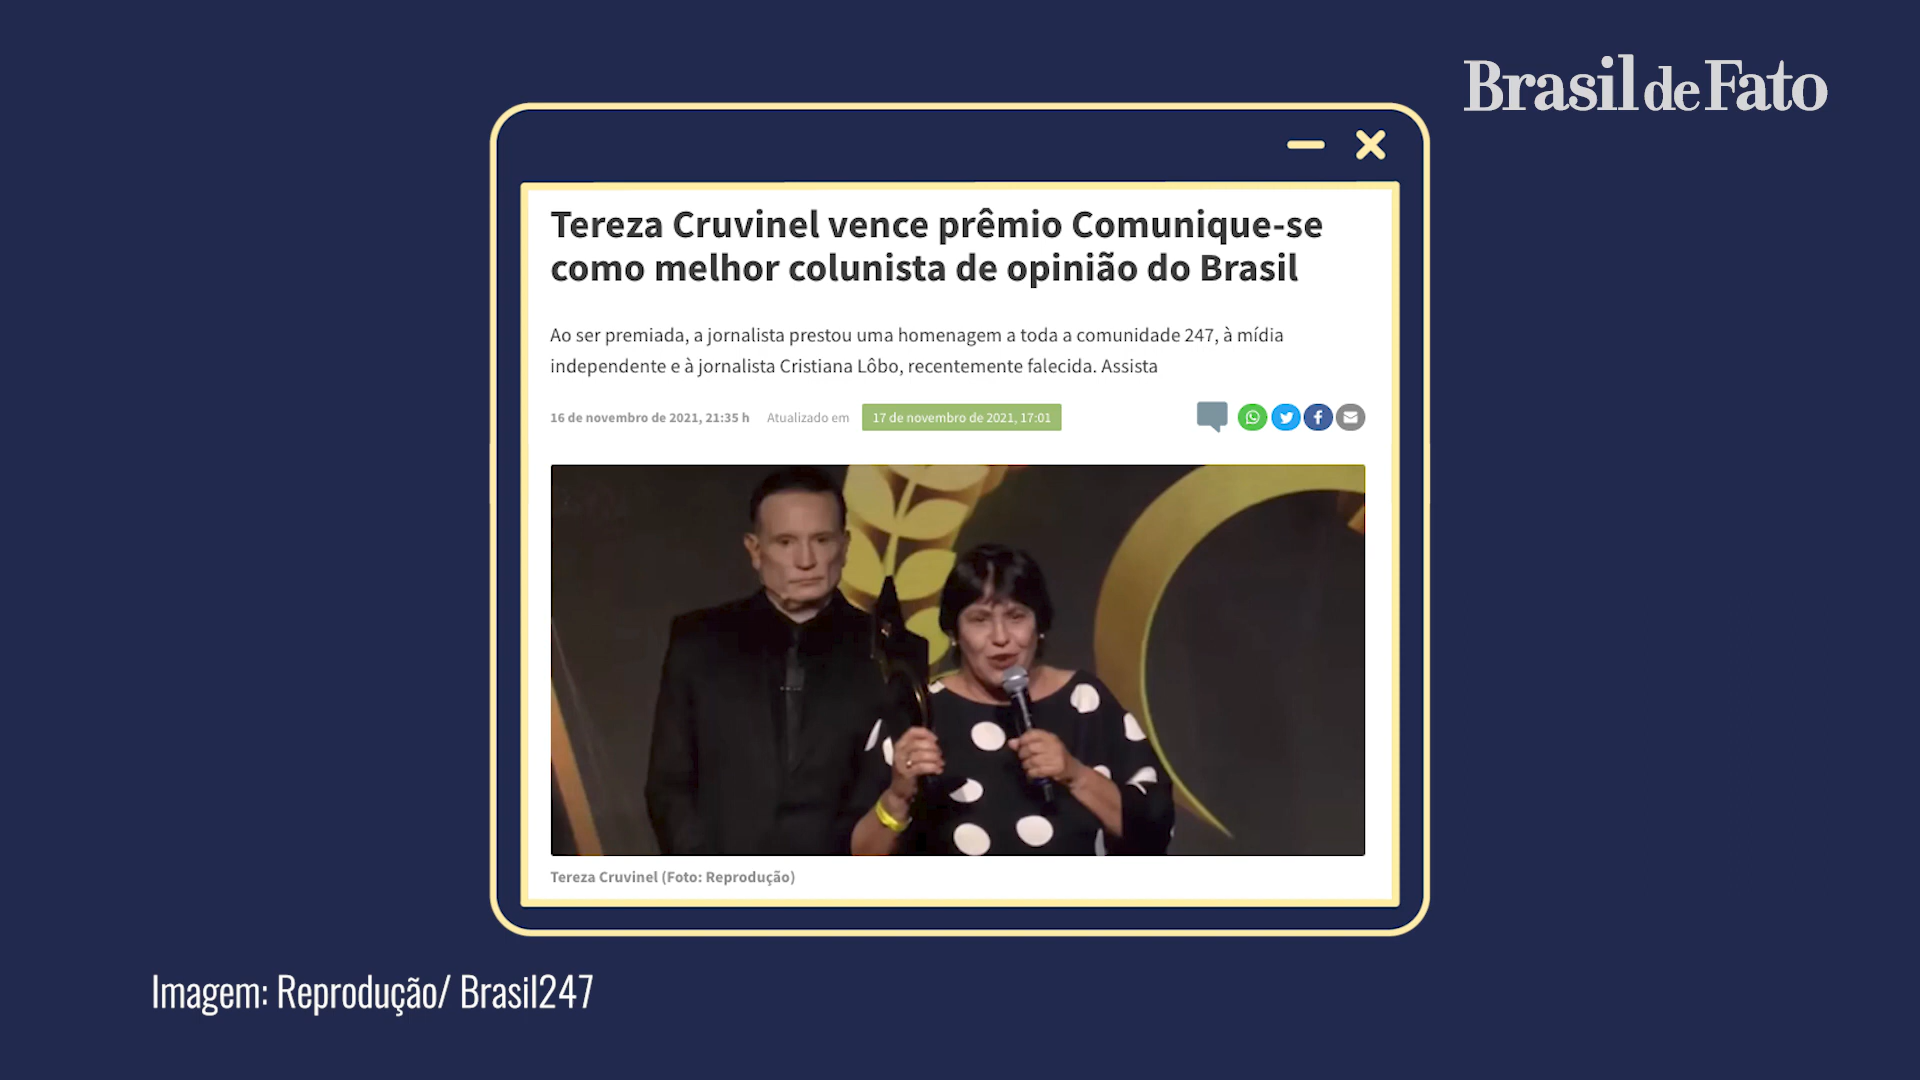 Brasil de Fato
Tereza Cruvinel vence prêmio Comunique-se
como melhor colunista de opinião do Brasil
Ao ser premiada, a jornalista prestou uma homenagem a toda a comunidade 247, à mídia
independente e à jornalista Cristiana Lôbo, recentemente falecida. Assista
16 de novembro de 2021, 21:35 h Atualizado em 17 de novembro de 2021, 17:01
Tereza Cruvinel (Foto: Reprodução)
Imagem: Reprodução/ Brasil247